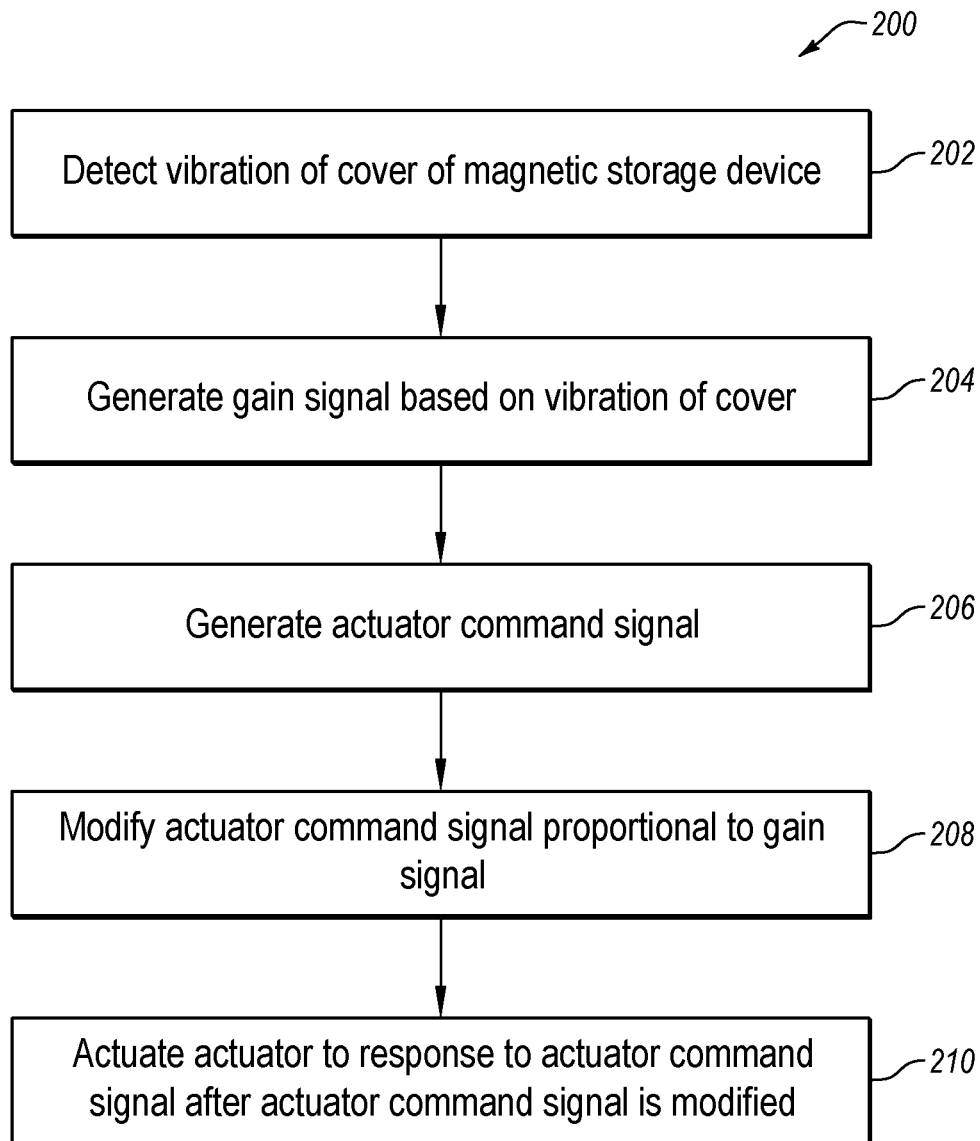 200
Detect vibration of cover of magnetic storage device
202
Generate gain signal based on vibration of cover
204
Generate actuator command signal
206
Modify actuator command signal proportional to gain
signal
208
Actuate actuator to response to actuator command
signal after actuator command signal is modified
210